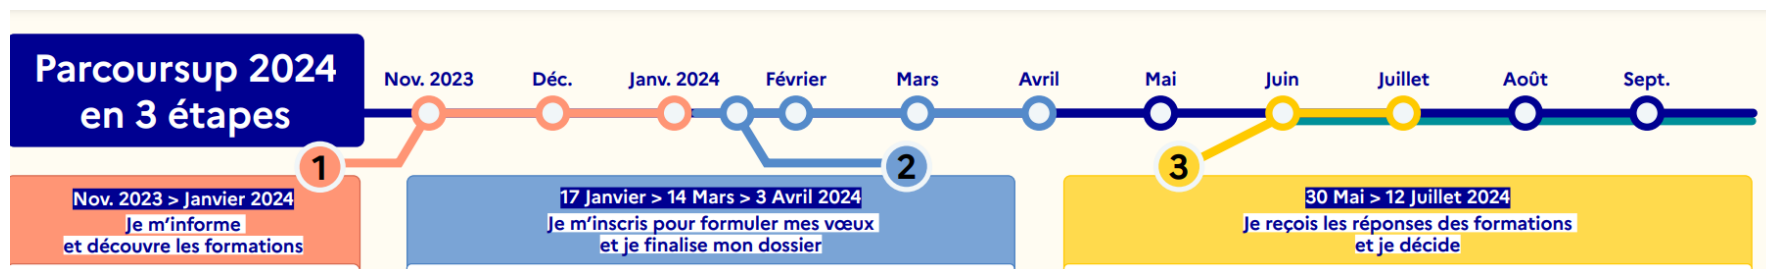 Parcoursup 2024
en 3 étapes
Nov. 2023
Déc.
Janv. 2024
Février
Mars
Avril
Mai
Juin
Juillet
Août
Sept.
1
Nov. 2023 > Janvier 2024
Je m’informe
et découvre les formations
2
17 Janvier > 14 Mars > 3 Avril 2024
Je m’inscris pour formuler mes vœux
et je finalise mon dossier
3
30 Mai > 12 Juillet 2024
Je reçois les réponses des formations
et je décide